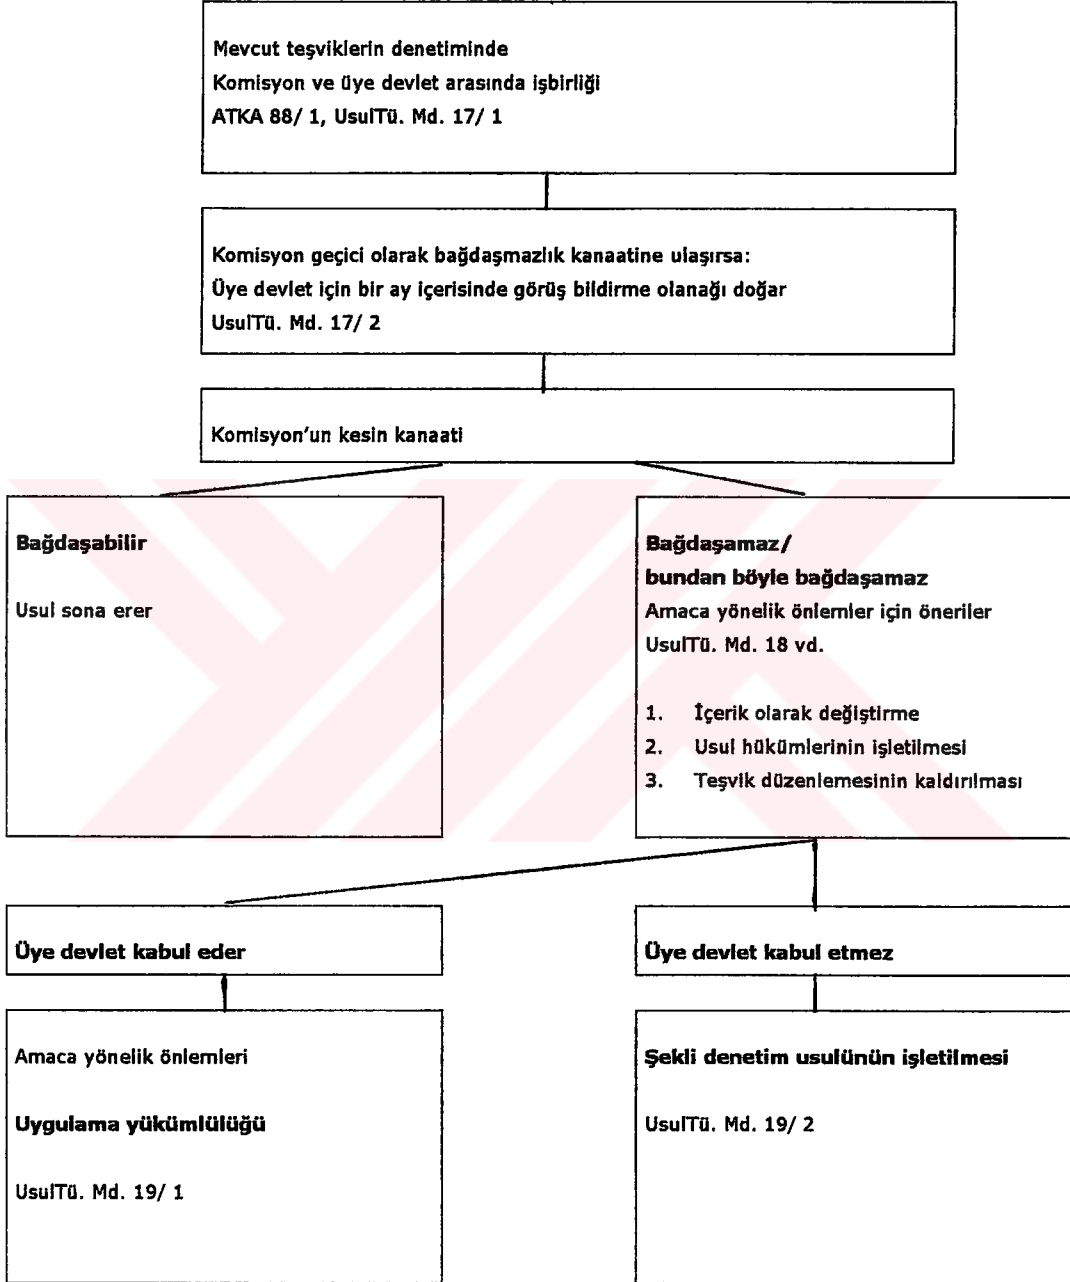 Mevcut teşviklerin denetiminde
Komisyon ve üye devlet arasında işbirliği
ATKA 88/ 1, UsulTü. Md. 17/ 1
Komisyon geçici olarak bağdaşmazlık kanaatine ulaşırsa:
Üye devlet için bir ay içerisinde görüş bildirme olanağı doğar
UsulTü. Md. 17/ 2
Komisyon'un kesin kanaati
Bağdaşabilir
Usul sona erer
Bağdaşamaz/
bundan böyle bağdaşamaz
Amaca yönelik önlemler için öneriler
UsulTü. Md. 18 vd.
1. İçerik olarak değiştirme
2. Usul hükümlerinin işletilmesi
3. Teşvik düzenlemesinin kaldırılması
Üye devlet kabul eder
Üye devlet kabul etmez
Amaca yönelik önlemleri
Uygulama yükümlülüğü
UsulTü. Md. 19/ 1
Şekli denetim usulünün işletilmesi
UsulTü. Md. 19/ 2